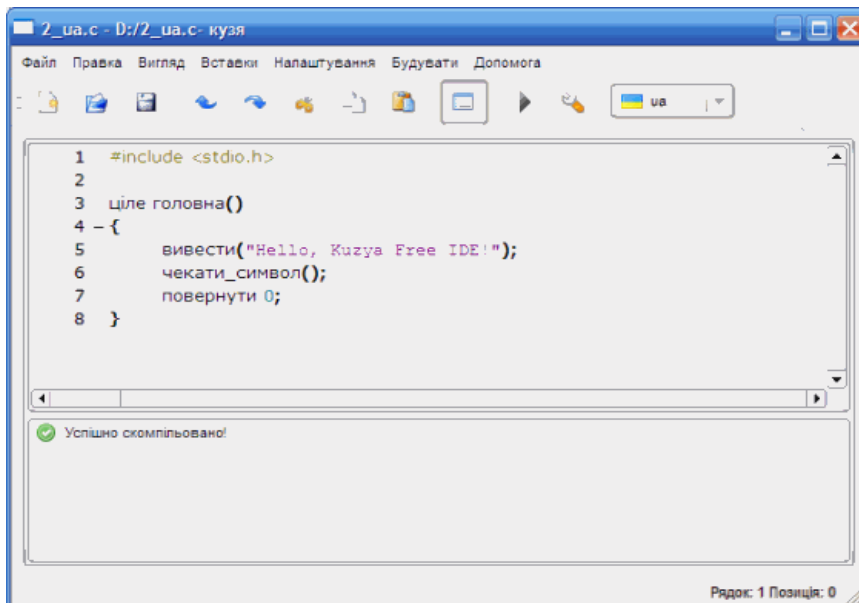 2_ua.c - D:/2_ua.c- кузя
Файл Правка Вигляд Вставки Налаштування Будувати Допомога
ua
1 #include <stdio.h>
2
3 ціле головна()
4 {
5 вивести("Hello, Kuzya Free IDE!");
6 чекати_символ();
7 повернути 0;
8 }
Успішно скомпільовано!
Рядок: 1 Позиція: 0